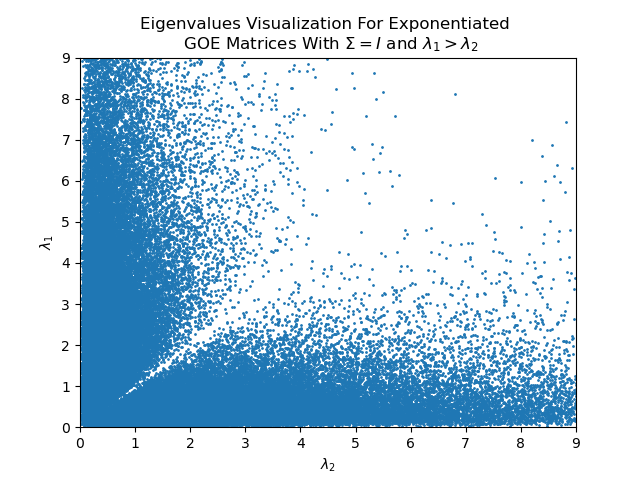 Eigenvalues Visualization For Exponentiated
GOE Matrices With Σ = I and λ₁ > λ₂
9
8
7
6
5
4
3
2
1
0
λ₁
0 1 2 3 4 5 6 7 8 9
λ₂